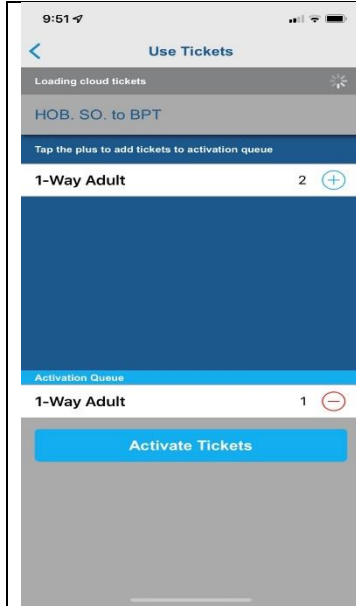 9:51
Use Tickets
Loading cloud tickets
HOB. SO. to BPT
Tap the plus to add tickets to activation queue
1-Way Adult 2
Activation Queue
1-Way Adult 1
Activate Tickets